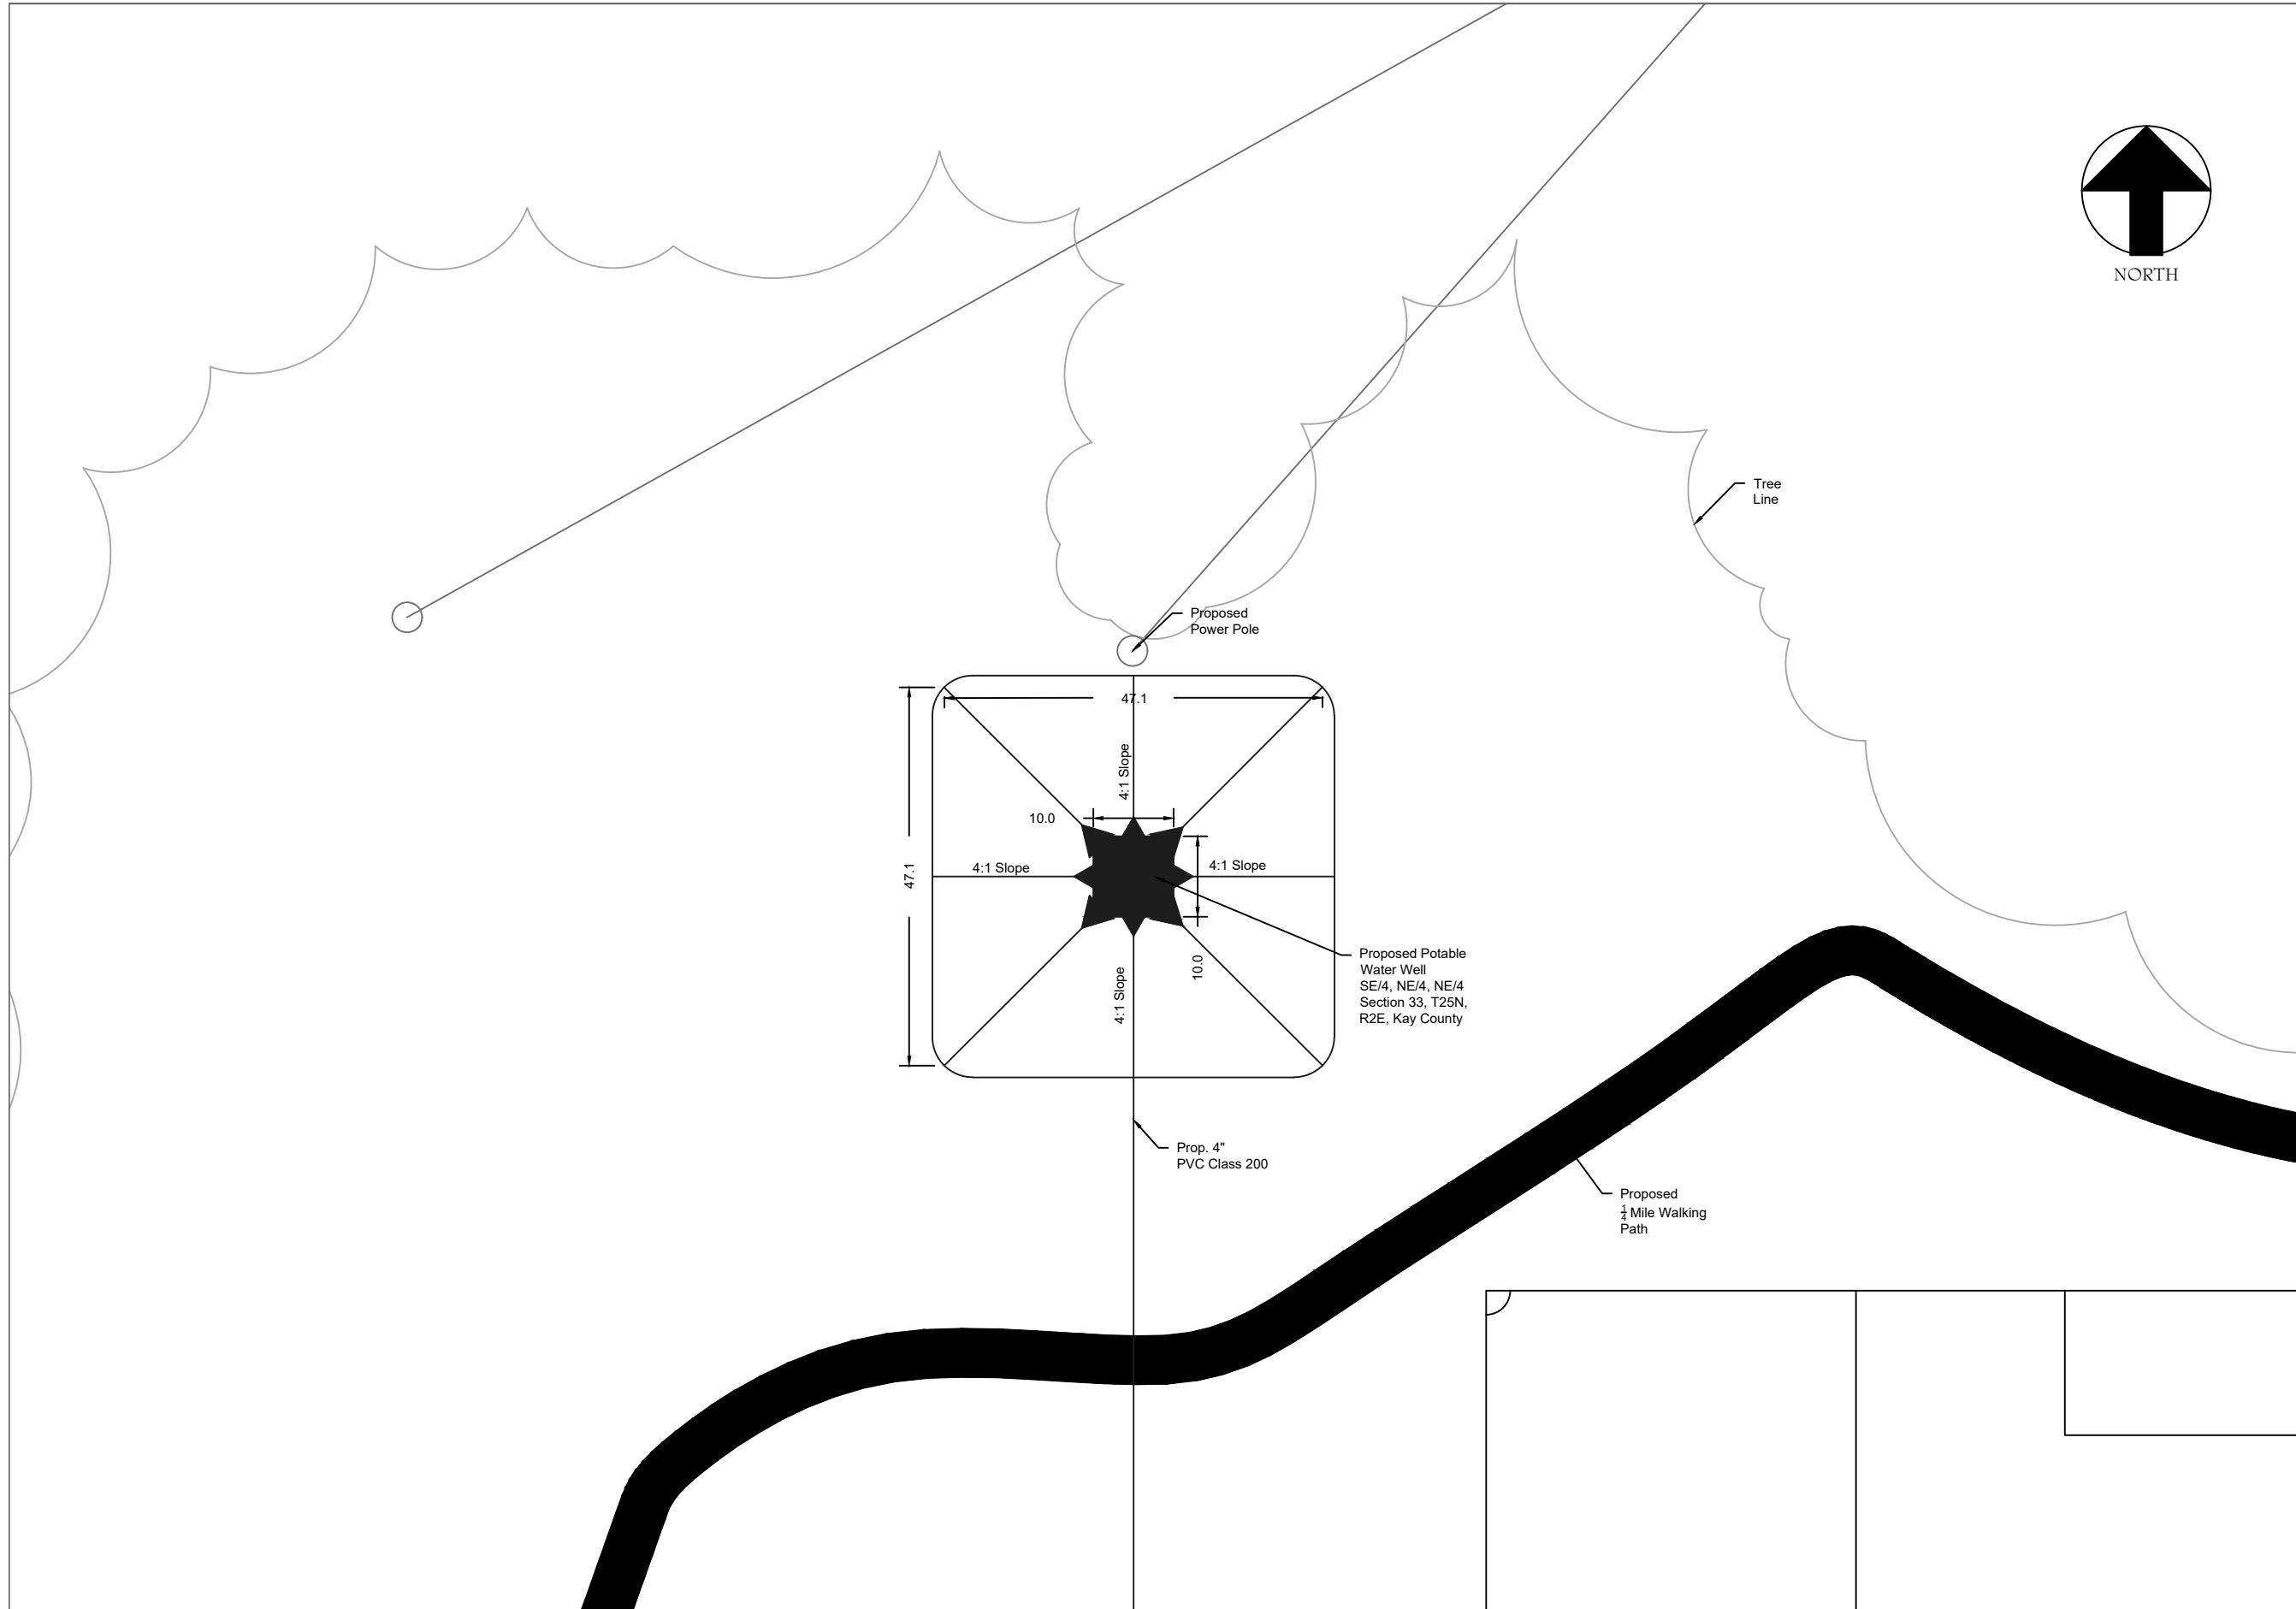 NORTH
Tree
Line
Proposed
Power Pole
47.1
4:1 Slope
10.0
4:1 Slope
4:1 Slope
47.1
10.0
4:1 Slope
Proposed Potable
Water Well
SE/4, NE/4, NE/4
Section 33, T25N,
R2E, Kay County
Prop. 4"
PVC Class 200
Proposed
1/4 Mile Walking
Path